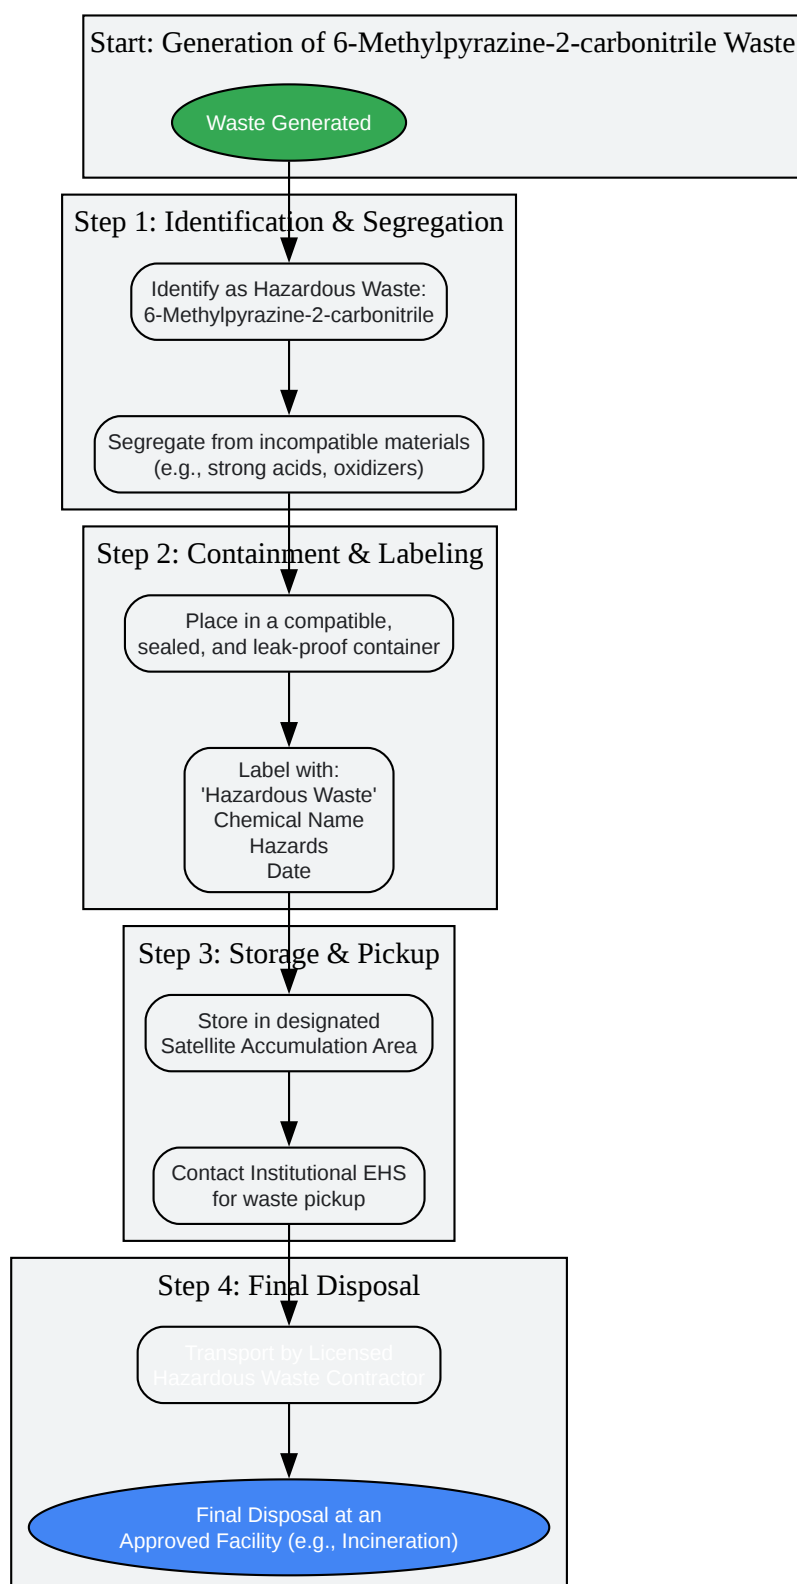 Start: Generation of 6-Methylpyrazine-2-carbonitrile Waste
Waste Generated
Step 1: Identification & Segregation
Identify as Hazardous Waste:
6-Methylpyrazine-2-carbonitrile
Segregate from incompatible materials
(e.g., strong acids, oxidizers)
Step 2: Containment & Labeling
Place in a compatible,
sealed, and leak-proof container
Label with:
'Hazardous Waste'
Chemical Name
Hazards
Date
Step 3: Storage & Pickup
Store in designated
Satellite Accumulation Area
Contact Institutional EHS
for waste pickup
Step 4: Final Disposal
Transport by Licensed
Hazardous Waste Contractor
Final Disposal at an
Approved Facility (e.g., Incineration)